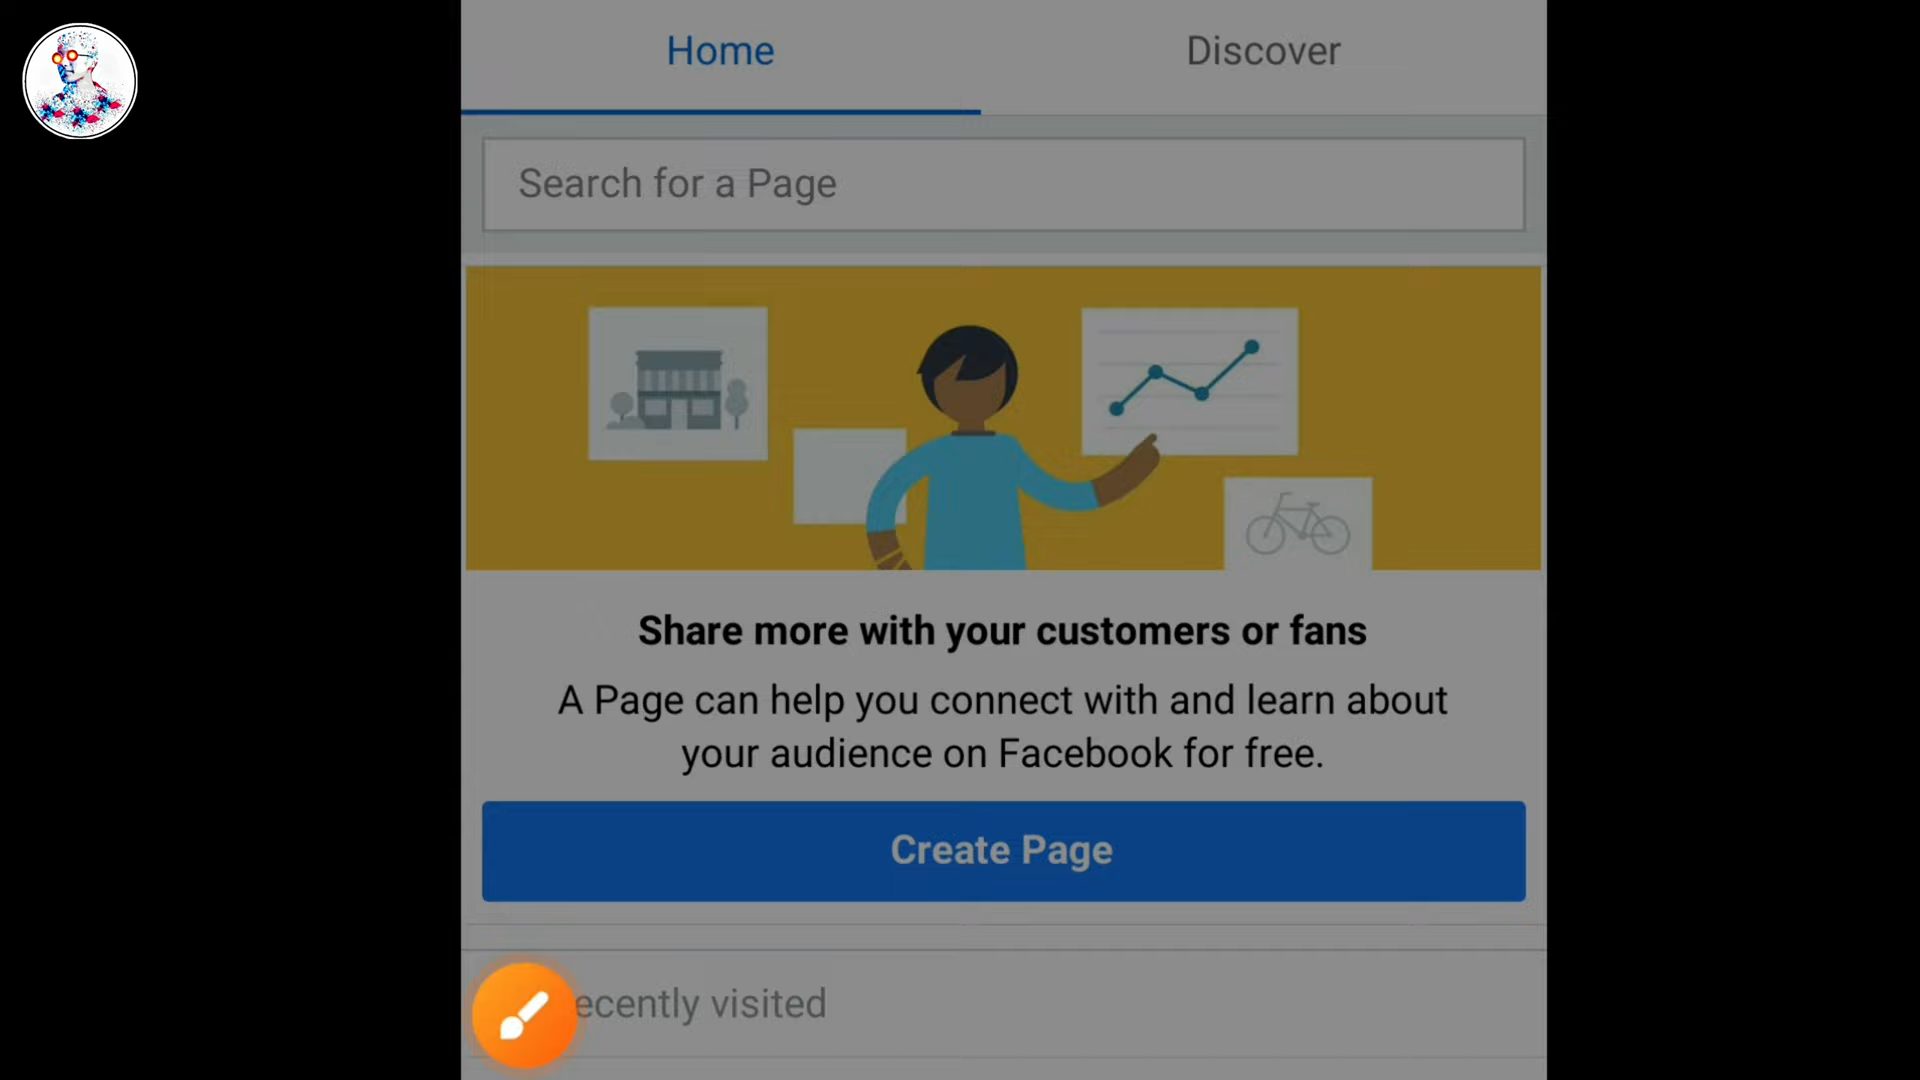 Home Discover
Search for a Page
Share more with your customers or fans
A Page can help you connect with and learn about
your audience on Facebook for free.
Create Page
ecently visited